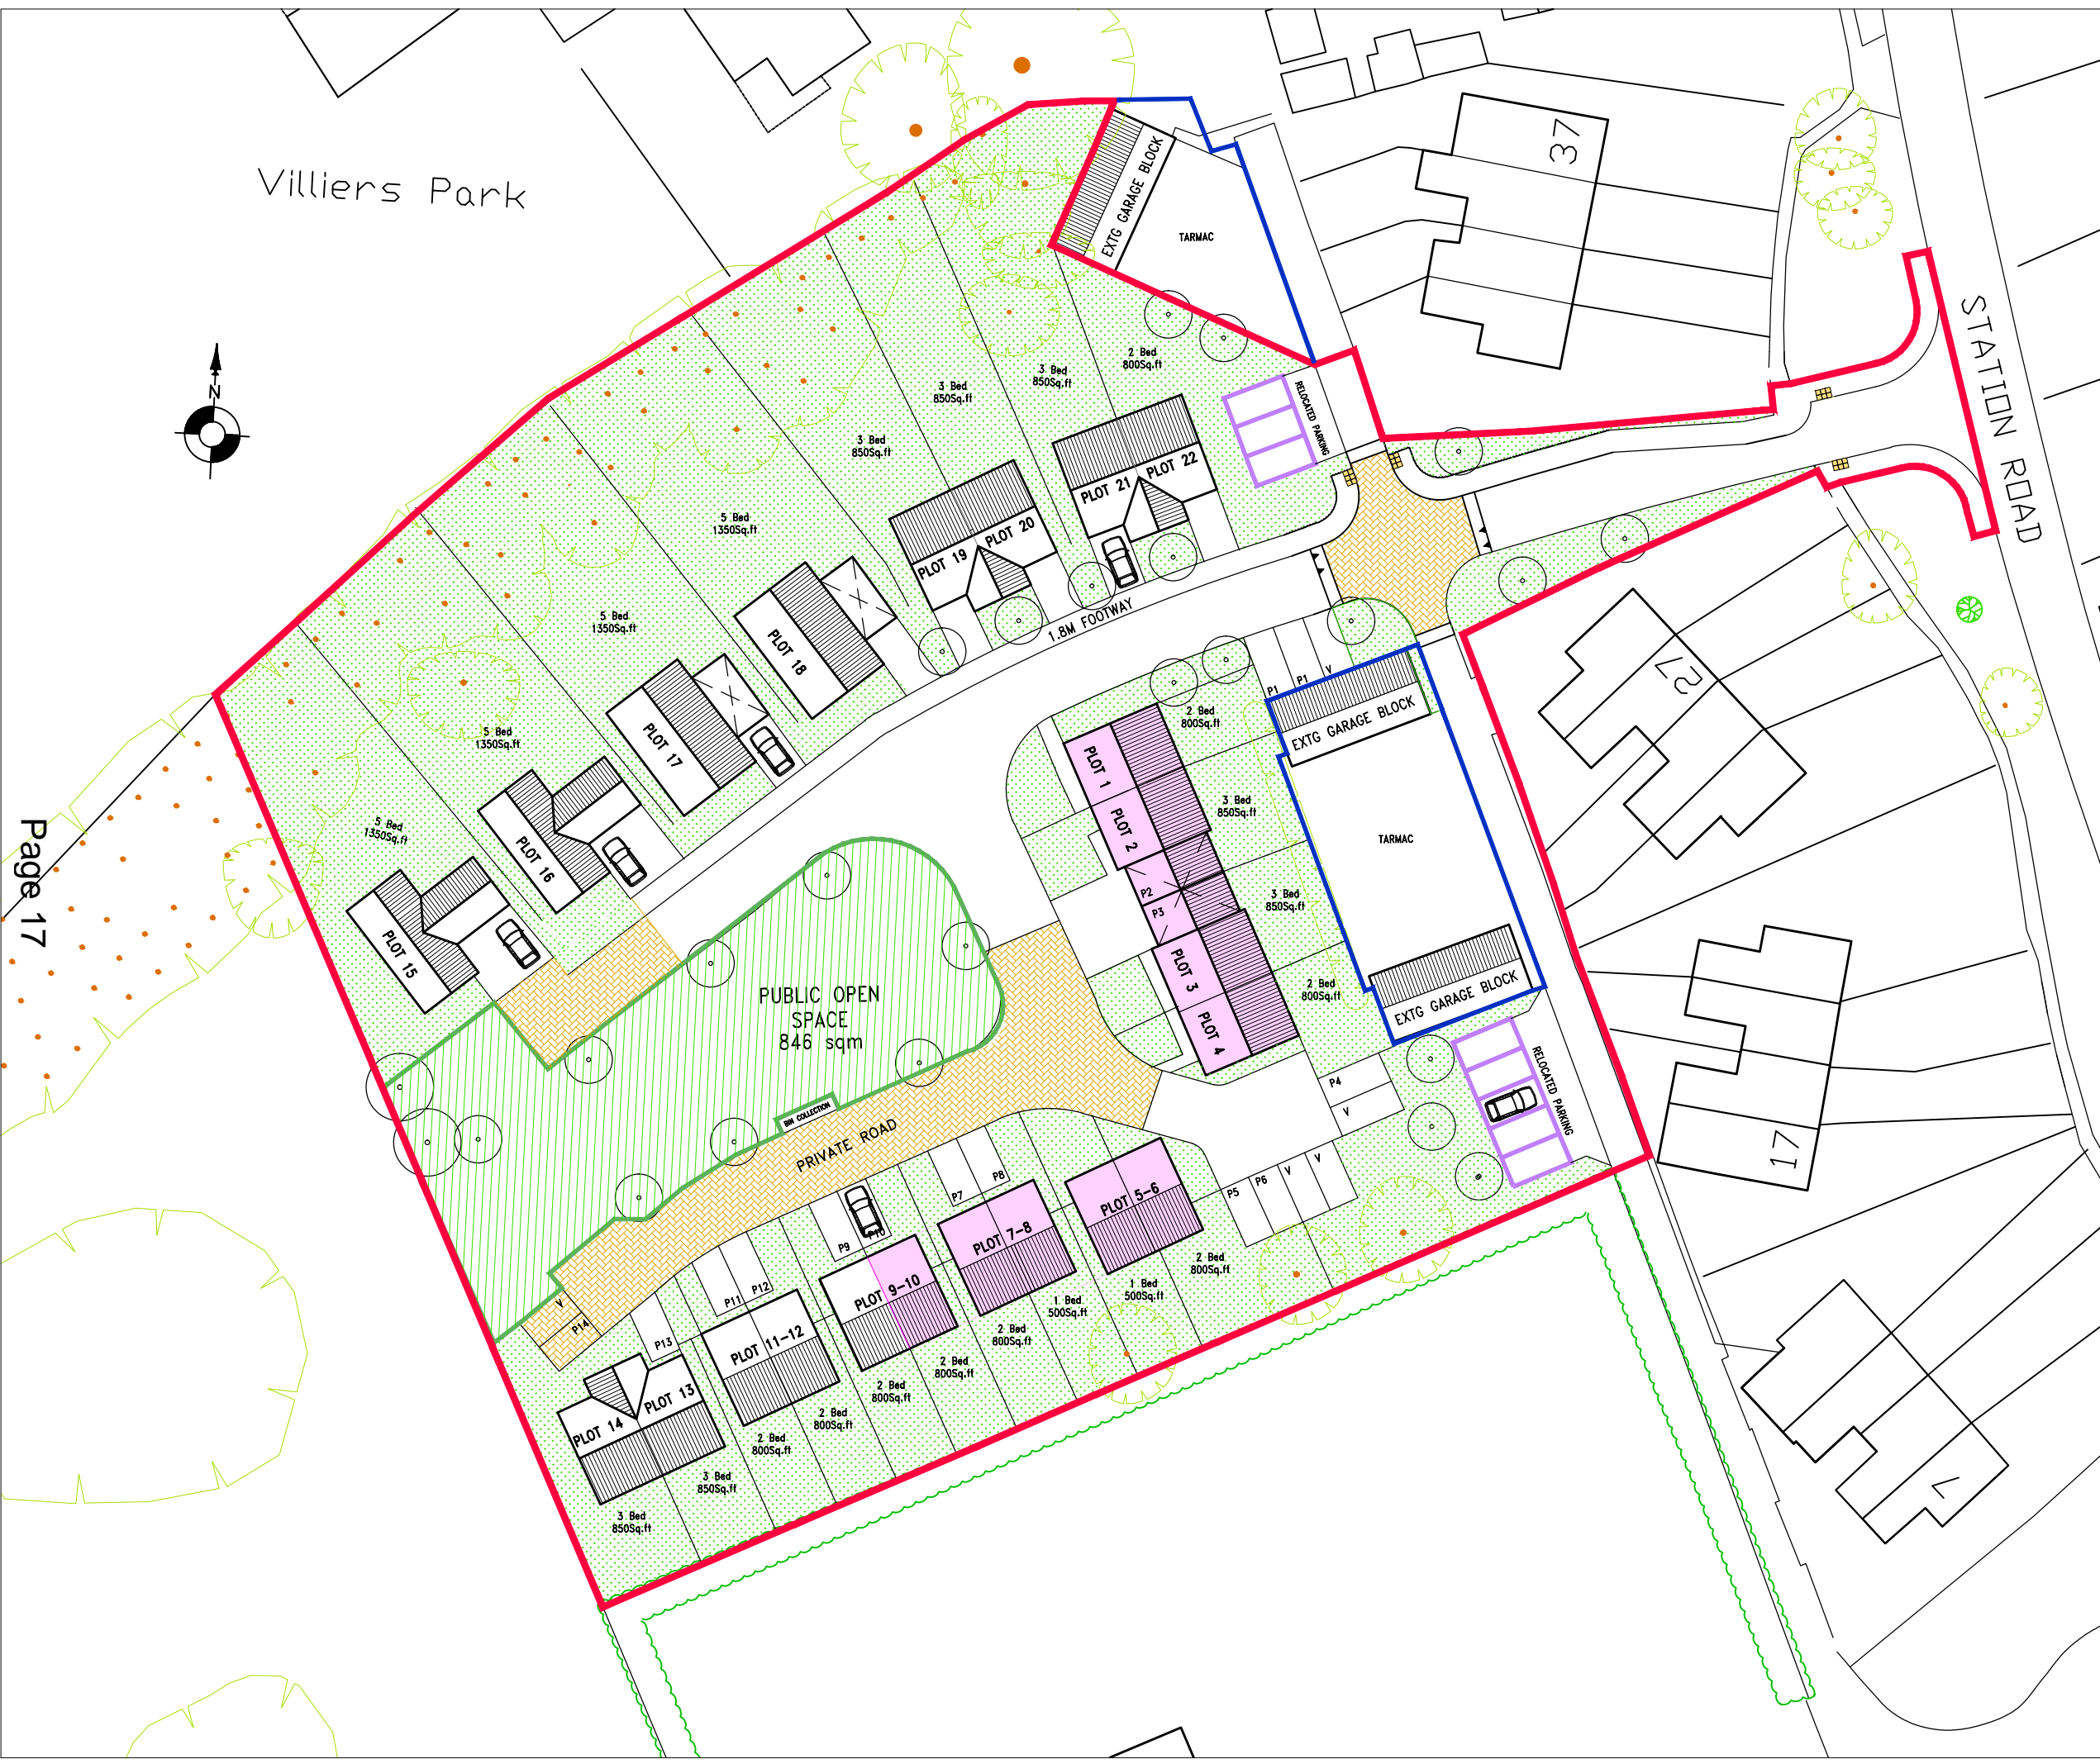 Villiers Park
N
Page 17
STATION ROAD
37
27
17
7
EXTG GARAGE BLOCK
TARMAC
RELOCATED PARKING
2 Bed
800Sq.ft
3 Bed
850Sq.ft
3 Bed
850Sq.ft
3 Bed
850Sq.ft
5 Bed
1350Sq.ft
5 Bed
1350Sq.ft
5 Bed
1350Sq.ft
5 Bed
1350Sq.ft
PLOT 22
PLOT 21
PLOT 20
PLOT 19
PLOT 18
PLOT 17
PLOT 16
PLOT 15
1.8M FOOTWAY
P1
P1
V
EXTG GARAGE BLOCK
TARMAC
EXTG GARAGE BLOCK
RELOCATED PARKING
2 Bed
800Sq.ft
3 Bed
850Sq.ft
3 Bed
850Sq.ft
2 Bed
800Sq.ft
PLOT 1
PLOT 2
P2
P3
PLOT 3
PLOT 4
PUBLIC OPEN
SPACE
846 sqm
BIN COLLECTION
PRIVATE ROAD
P4
V
P5
P6
V
V
P7
P8
P9
P10
P11
P12
P13
P14
V
PLOT 5-6
PLOT 7-8
PLOT 9-10
PLOT 11-12
PLOT 13
PLOT 14
2 Bed
800Sq.ft
1 Bed
500Sq.ft
1 Bed
500Sq.ft
2 Bed
800Sq.ft
2 Bed
800Sq.ft
2 Bed
800Sq.ft
2 Bed
800Sq.ft
2 Bed
800Sq.ft
3 Bed
850Sq.ft
3 Bed
850Sq.ft